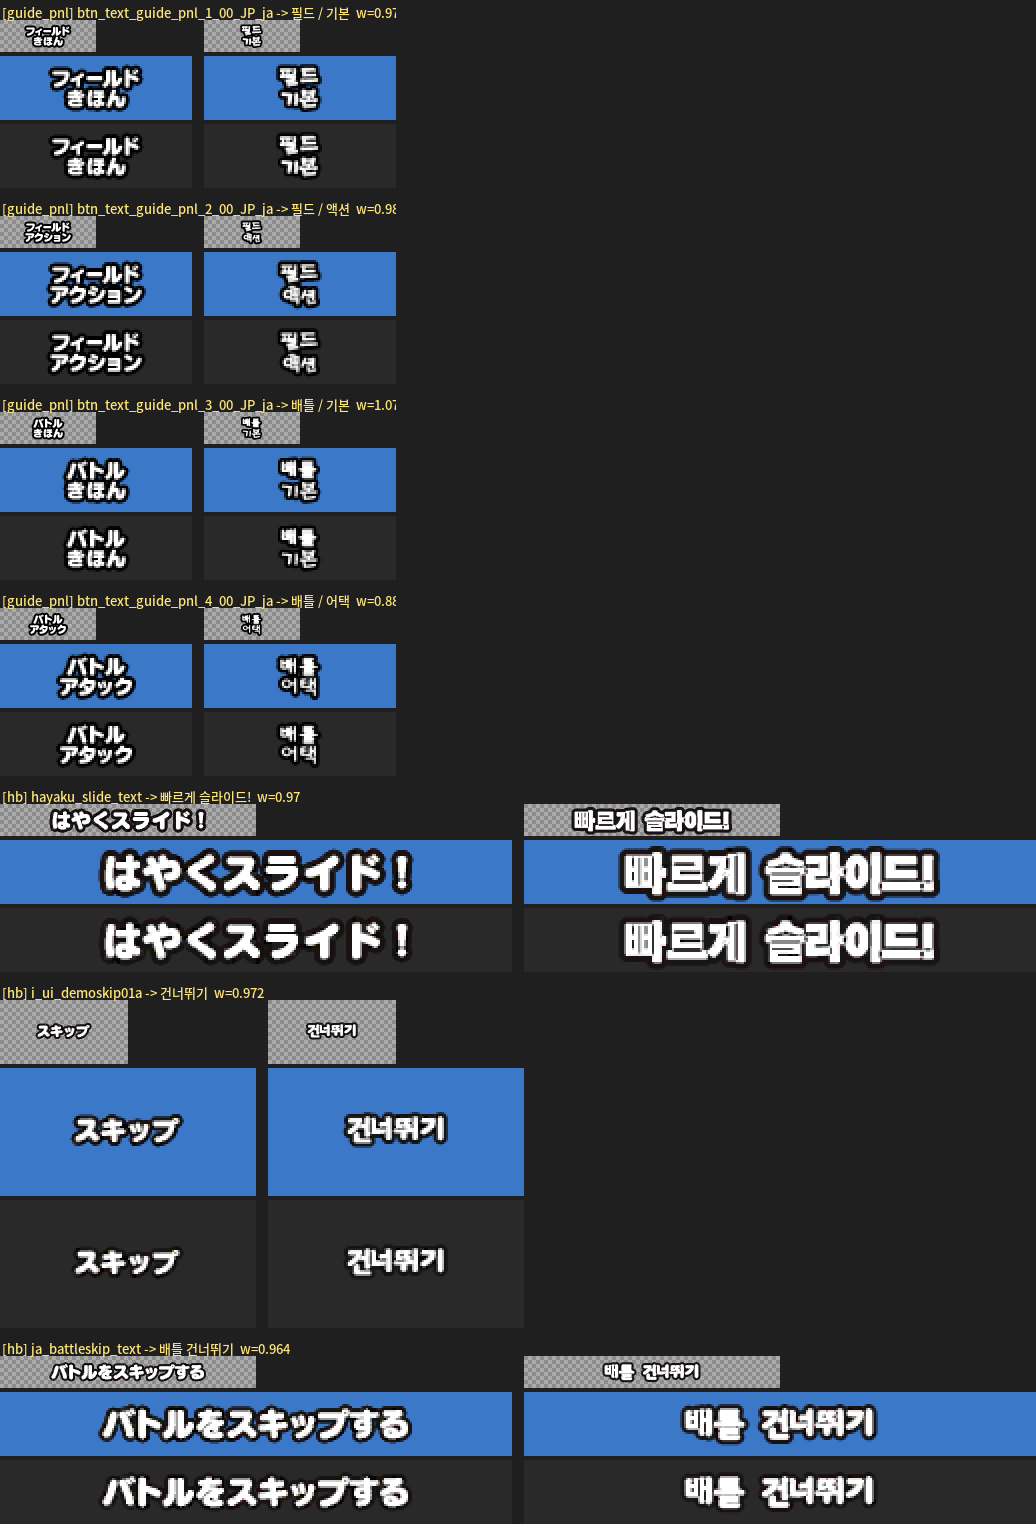 [guide_pnl] btn_text_guide_pnl_1_00_JP_ja -> 필드 / 기본 w=0.97
フィールド
きほん
필드
기본
フィールド
きほん
필드
기본
フィールド
きほん
필드
기본
[guide_pnl] btn_text_guide_pnl_2_00_JP_ja -> 필드 / 액션 w=0.98
フィールド
アクション
필드
액션
フィールド
アクション
필드
액션
フィールド
アクション
필드
액션
[guide_pnl] btn_text_guide_pnl_3_00_JP_ja -> 배틀 / 기본 w=1.07
バトル
きほん
배틀
기본
バトル
きほん
배틀
기본
バトル
きほん
배틀
기본
[guide_pnl] btn_text_guide_pnl_4_00_JP_ja -> 배틀 / 어택 w=0.88
バトル
アタック
배틀
어택
バトル
アタック
배틀
어택
バトル
アタック
배틀
어택
[hb] hayaku_slide_text -> 빠르게 슬라이드! w=0.97
はやくスライド！
빠르게 슬라이드!
はやくスライド！
빠르게 슬라이드!
はやくスライド！
빠르게 슬라이드!
[hb] i_ui_demoskip01a -> 건너뛰기 w=0.972
スキップ
건너뛰기
スキップ
건너뛰기
スキップ
건너뛰기
[hb] ja_battleskip_text -> 배틀 건너뛰기 w=0.964
バトルをスキップする
배틀 건너뛰기
バトルをスキップする
배틀 건너뛰기
バトルをスキップする
배틀 건너뛰기